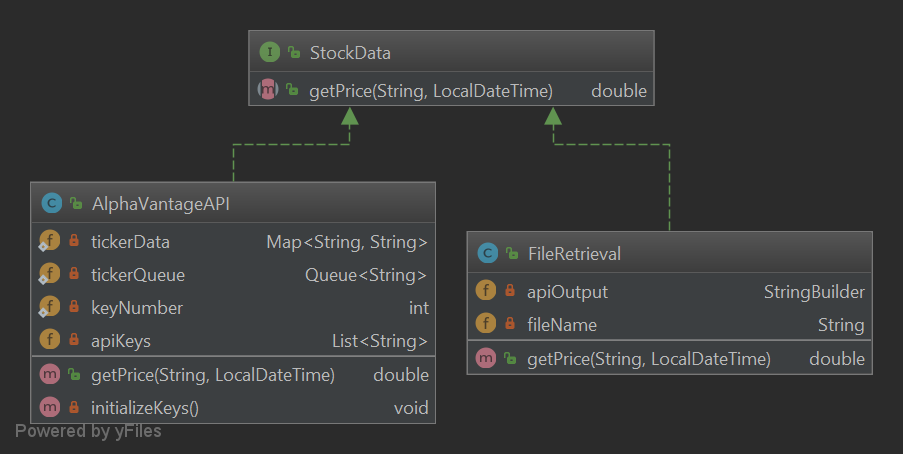 I StockData
m getPrice(String, LocalDateTime) double
C AlphaVantageAPI
f tickerData Map<String, String>
f tickerQueue Queue<String>
f keyNumber int
f apiKeys List<String>
m getPrice(String, LocalDateTime) double
m initializeKeys() void
C FileRetrieval
f apiOutput StringBuilder
f fileName String
m getPrice(String, LocalDateTime) double
Powered by yFiles